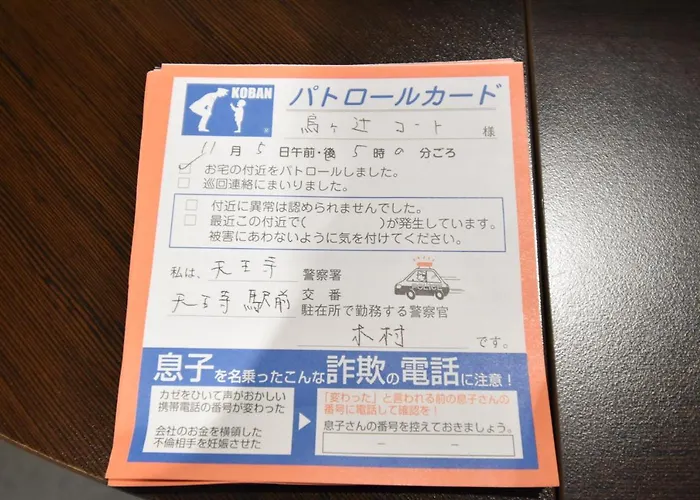 KOBAN
パトロールカード
烏ヶ辻コート 様
11月5日午前・後5時0分ごろ
お宅の付近をパトロールしました。
巡回連絡にまいりました。
付近に異常は認められませんでした。
最近この付近で( )が発生しています。
被害にあわないように気を付けてください。
私は、天王寺 警察署
天王寺駅前 交番
駐在所で勤務する警察官
POLICE
木村 です。
息子を名乗ったこんな詐欺の電話に注意！
カゼをひいて声がおかしい
携帯電話の番号が変わった
会社のお金を横領した
不倫相手を妊娠させた
「変わった」と言われる前の息子さんの
番号に電話して確認を！
息子さんの番号を控えておきましょう。
― ―